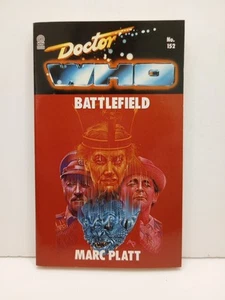 Doctor
WHO
No.
152
BATTLEFIELD
MARC PLATT